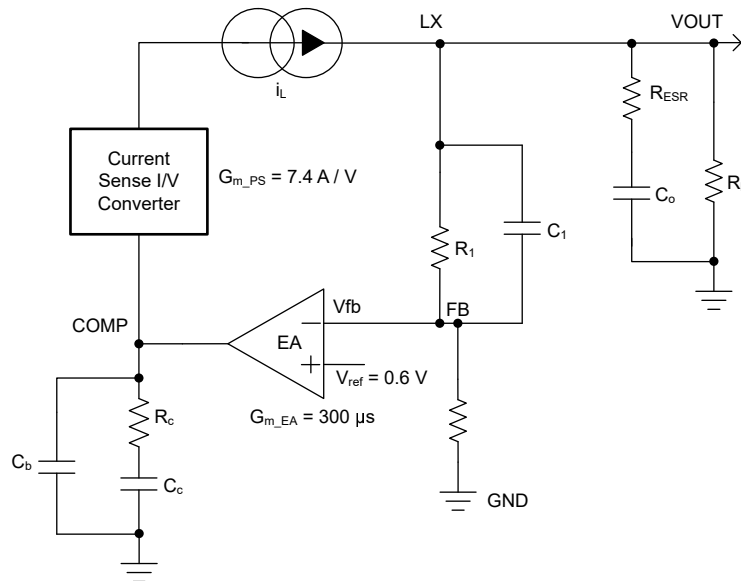 LX
VOUT
iL
RESR
Current
Sense I/V
Converter
Gm_PS = 7.4 A / V
Co
R
R1
C1
COMP
Vfb
FB
EA
Vref = 0.6 V
Gm_EA = 300 µs
Rc
Cb
Cc
GND